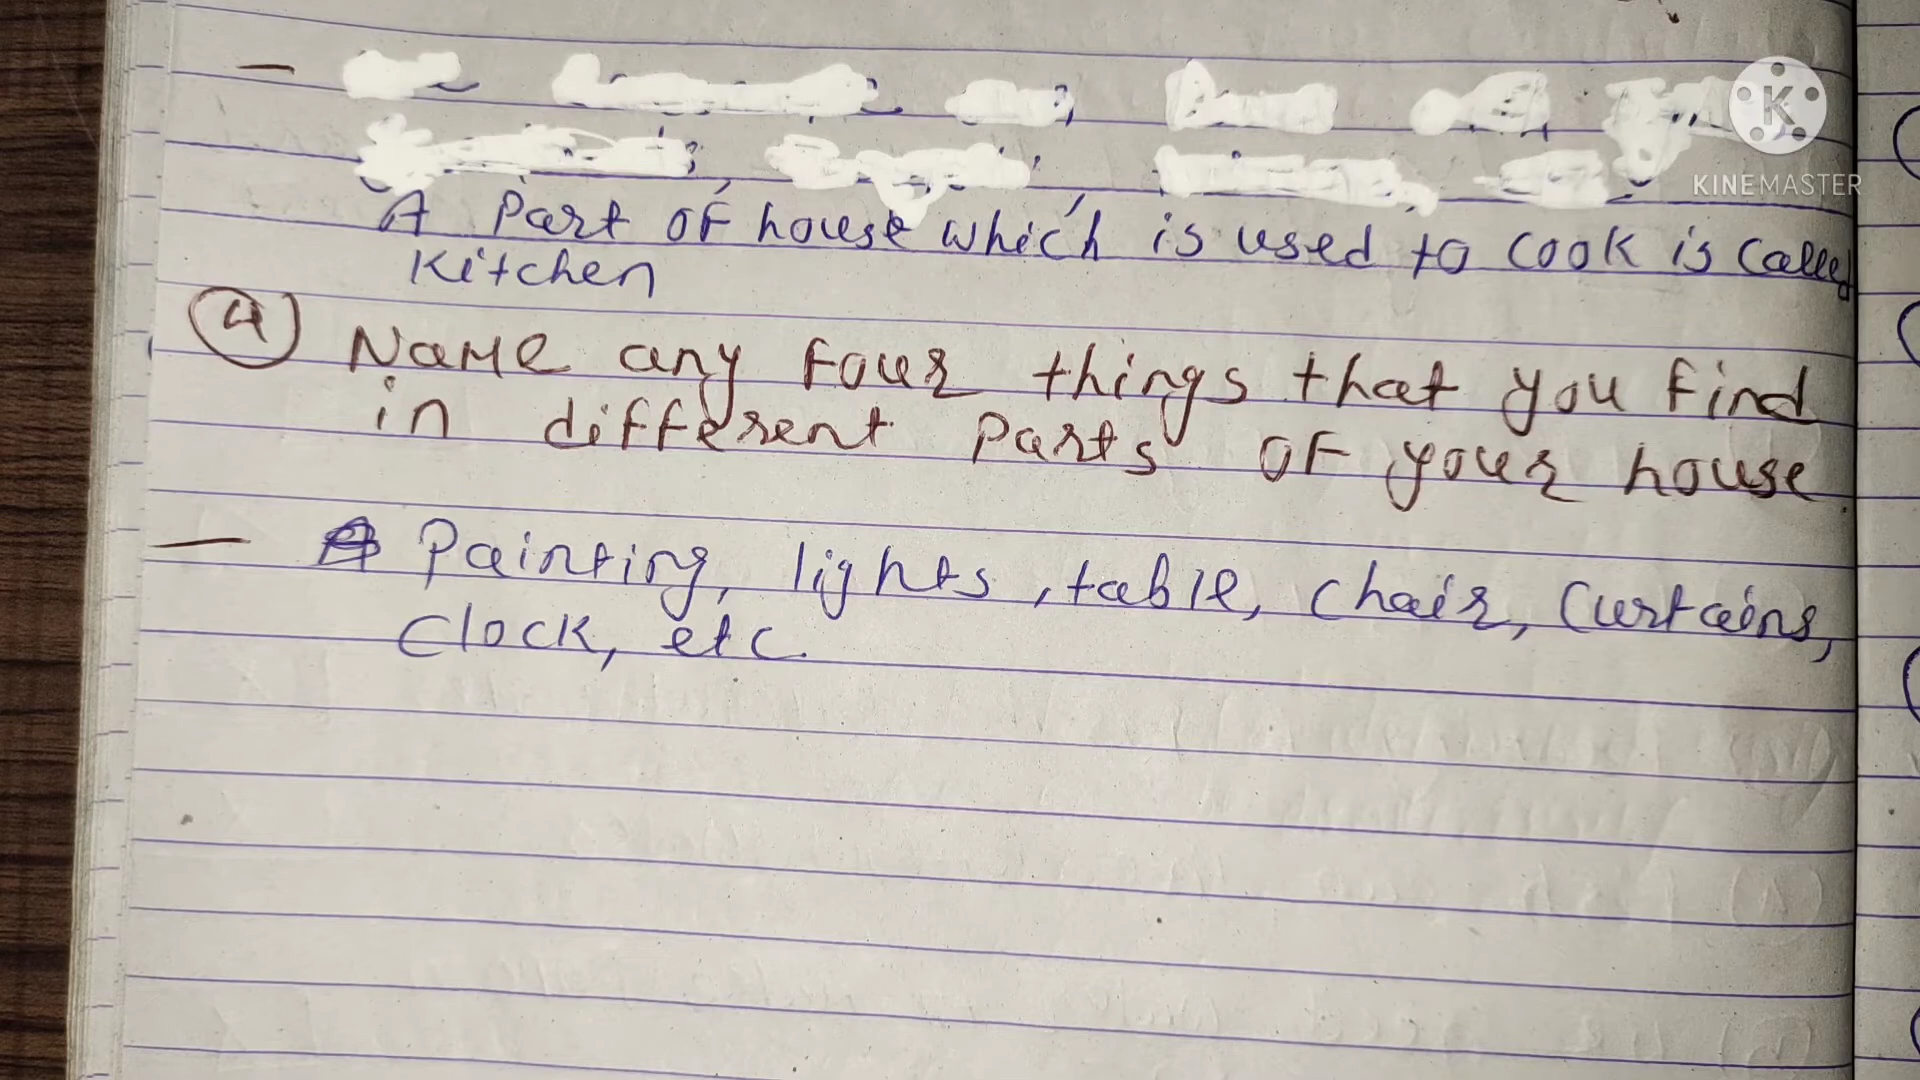 A Part OF house which is used to cook is called
Kitchen
4 Name any Four things that you Find
in different Parts OF your house
Painting, lights, table, chair, Curtains,
Clock, etc.
KINEMASTER